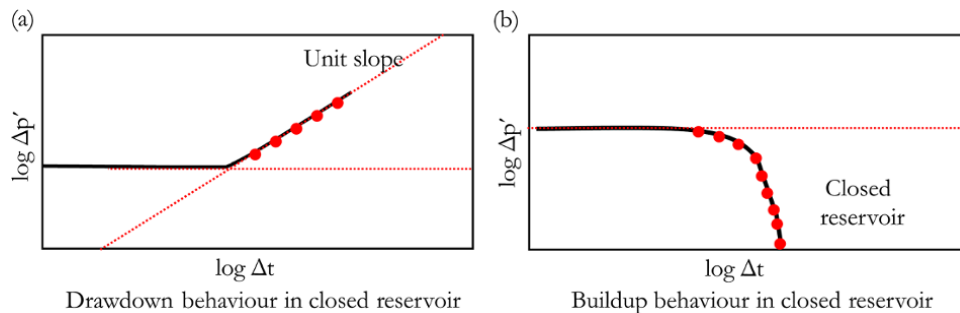 (a)
Unit slope
log Δp′
log Δt
Drawdown behaviour in closed reservoir
(b)
log Δp′
Closed
reservoir
log Δt
Buildup behaviour in closed reservoir